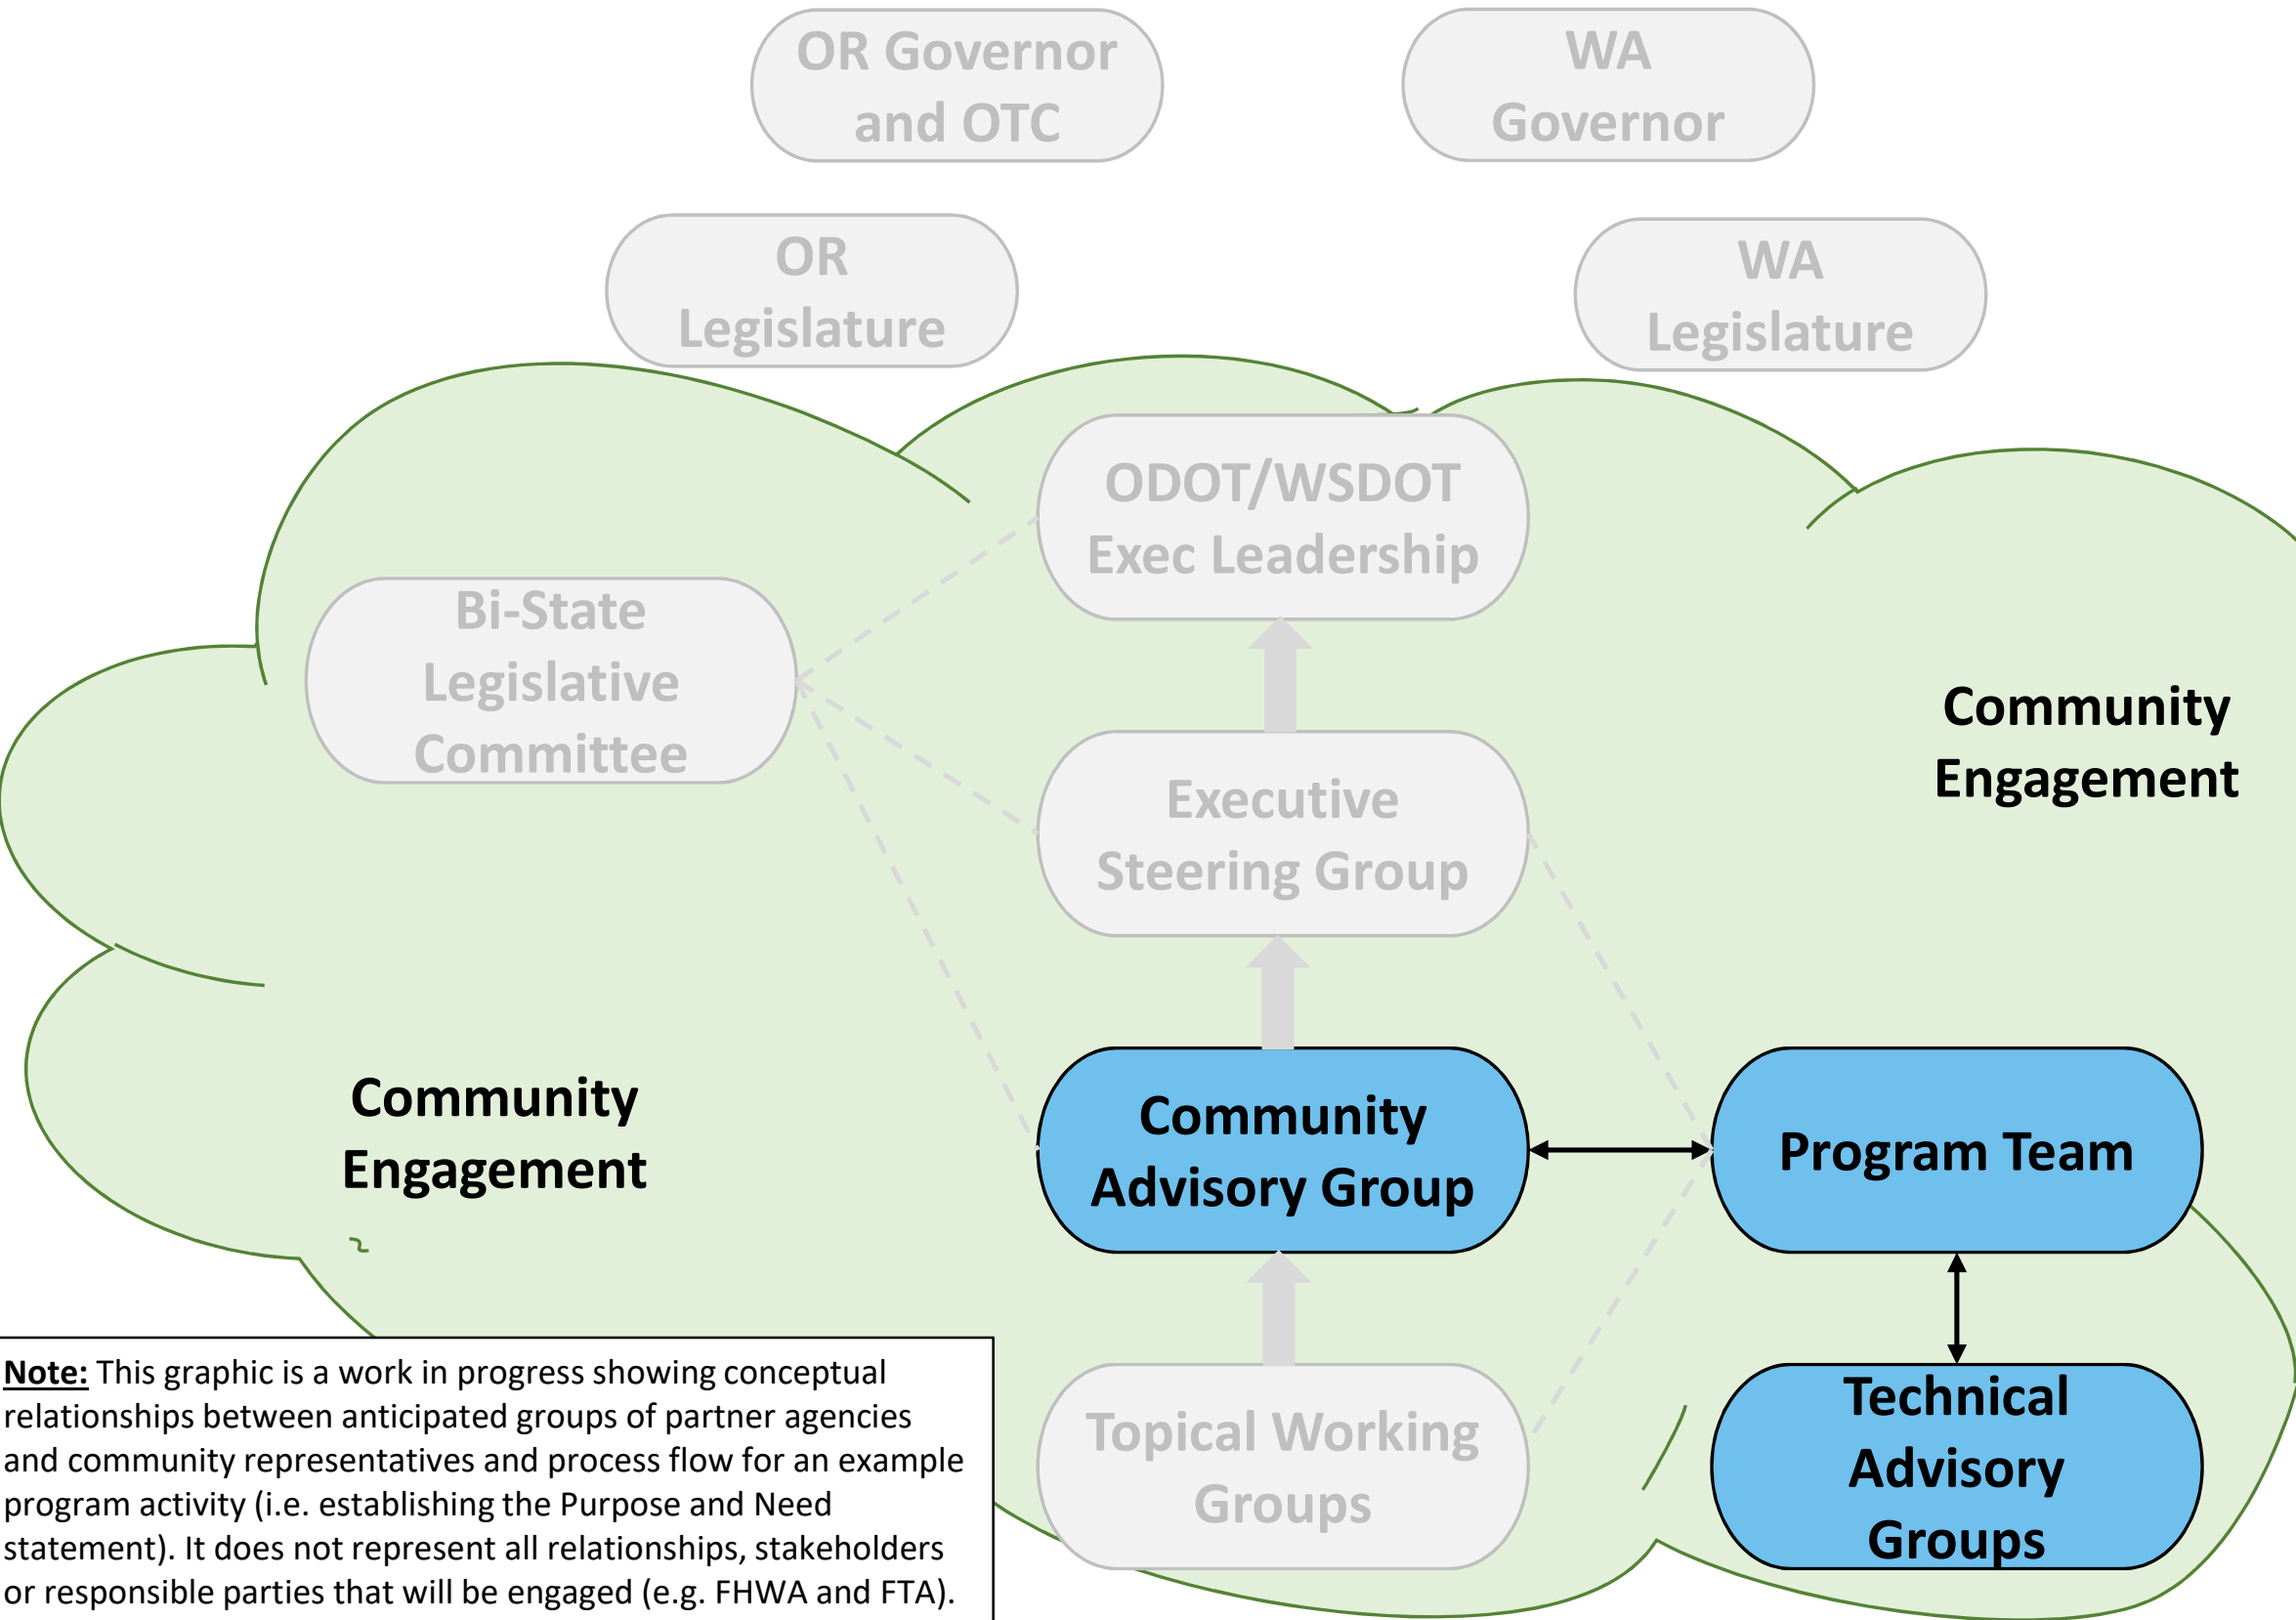 OR Governor
and OTC
WA
Governor
OR
Legislature
WA
Legislature
ODOT/WSDOT
Exec Leadership
Bi-State
Legislative
Committee
Community
Engagement
Executive
Steering Group
Community
Engagement
Community
Advisory Group
Program Team
Topical Working
Groups
Technical
Advisory
Groups
Note: This graphic is a work in progress showing conceptual
relationships between anticipated groups of partner agencies
and community representatives and process flow for an example
program activity (i.e. establishing the Purpose and Need
statement). It does not represent all relationships, stakeholders
or responsible parties that will be engaged (e.g. FHWA and FTA).